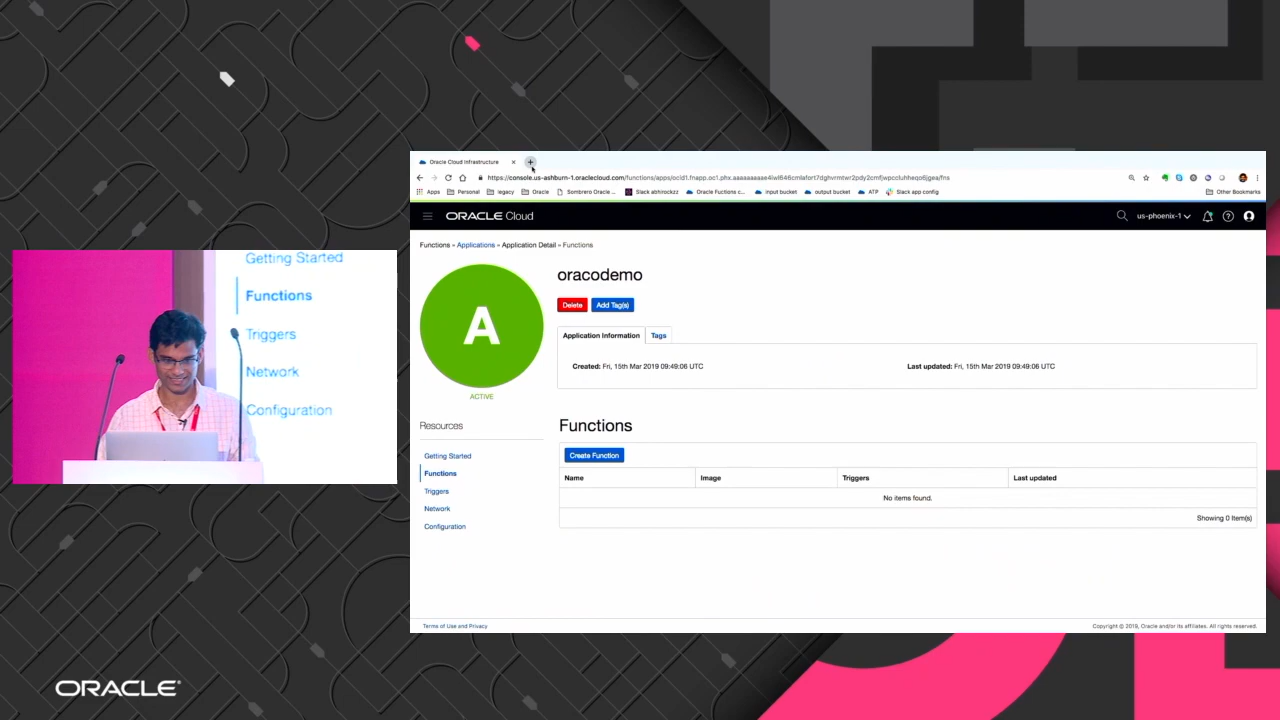 Getting Started
Functions
Triggers
Network
Configuration
Oracle Cloud Infrastructure
Apps Personal legacy Oracle Sombrero Oracle ... Slack abhirockzz Oracle Fuctions c... input bucket output bucket ATP Slack app config Other Bookmarks
ORACLE Cloud us-phoenix-1
Functions » Applications » Application Detail » Functions
oracodemo
Delete Add Tag(s)
Application Information Tags
Created: Fri, 15th Mar 2019 09:49:06 UTC Last updated: Fri, 15th Mar 2019 09:49:06 UTC
A
ACTIVE
Resources
Getting Started
Functions
Triggers
Network
Configuration
Functions
Create Function
Name Image Triggers Last updated
No items found.
Showing 0 Item(s)
Terms of Use and Privacy Copyright © 2019, Oracle and/or its affiliates. All rights reserved.
ORACLE®